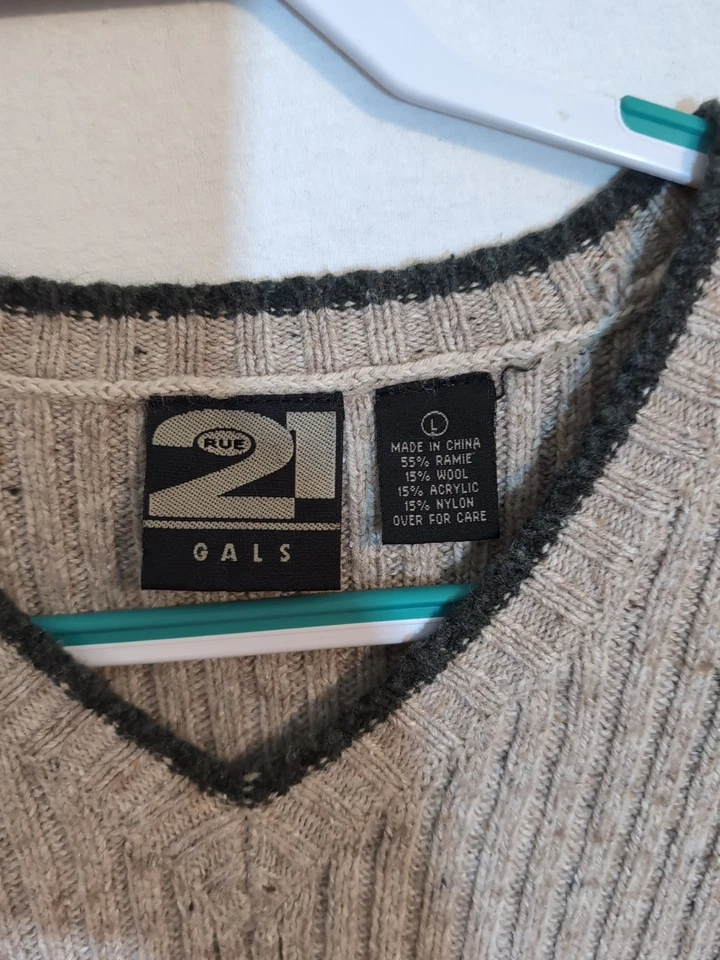 RUE
21
GALS
L
MADE IN CHINA
55% RAMIE
15% WOOL
15% ACRYLIC
15% NYLON
OVER FOR CARE